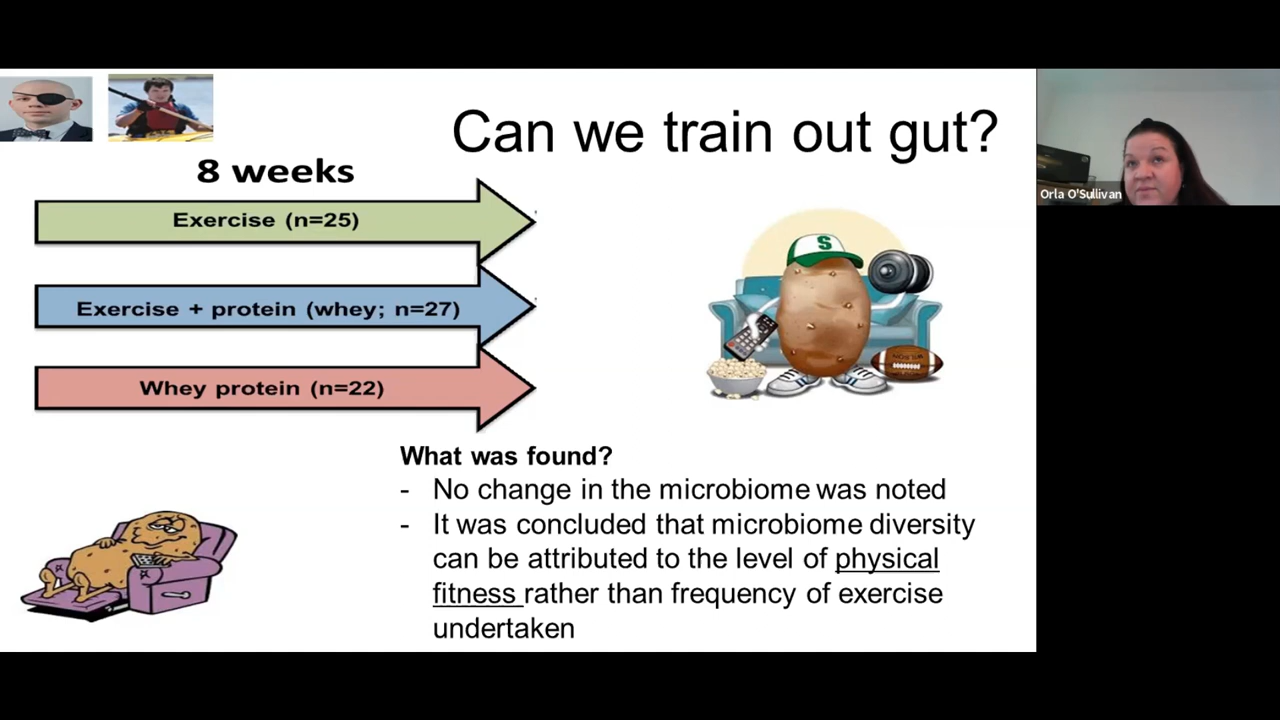 Can we train out gut?
8 weeks
Exercise (n=25)
Exercise + protein (whey; n=27)
Whey protein (n=22)
S
WILSON
What was found?
- No change in the microbiome was noted
- It was concluded that microbiome diversity
can be attributed to the level of physical
fitness rather than frequency of exercise
undertaken
Orla O'Sullivan